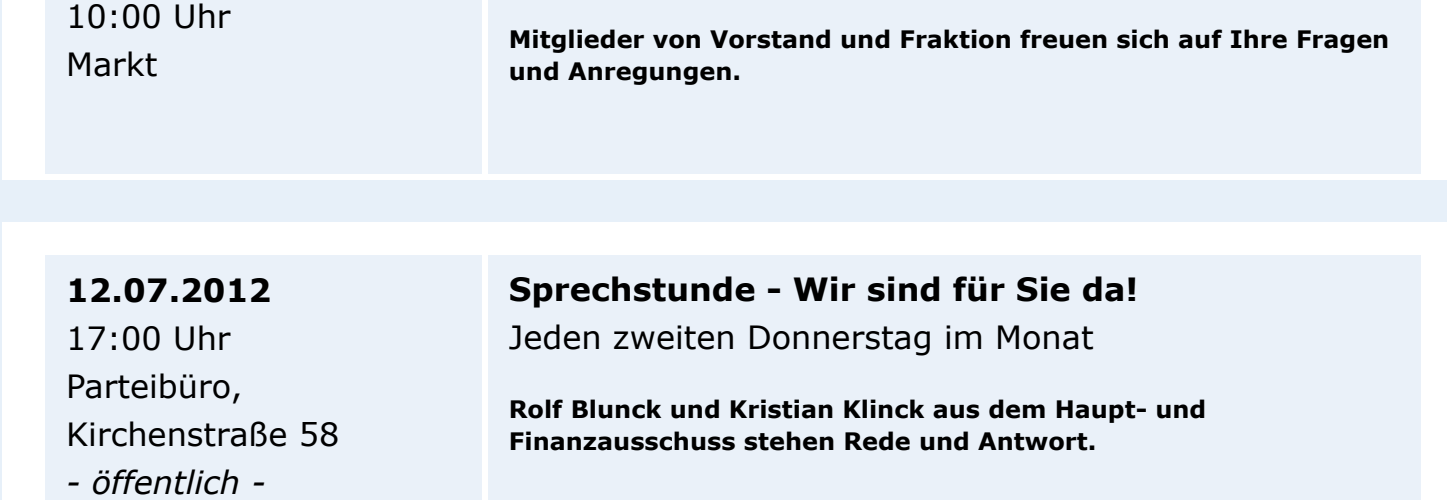 10:00 Uhr
Markt
Mitglieder von Vorstand und Fraktion freuen sich auf Ihre Fragen
und Anregungen.
12.07.2012
17:00 Uhr
Parteibüro,
Kirchenstraße 58
- öffentlich -
Sprechstunde - Wir sind für Sie da!
Jeden zweiten Donnerstag im Monat
Rolf Blunck und Kristian Klinck aus dem Haupt- und
Finanzausschuss stehen Rede und Antwort.